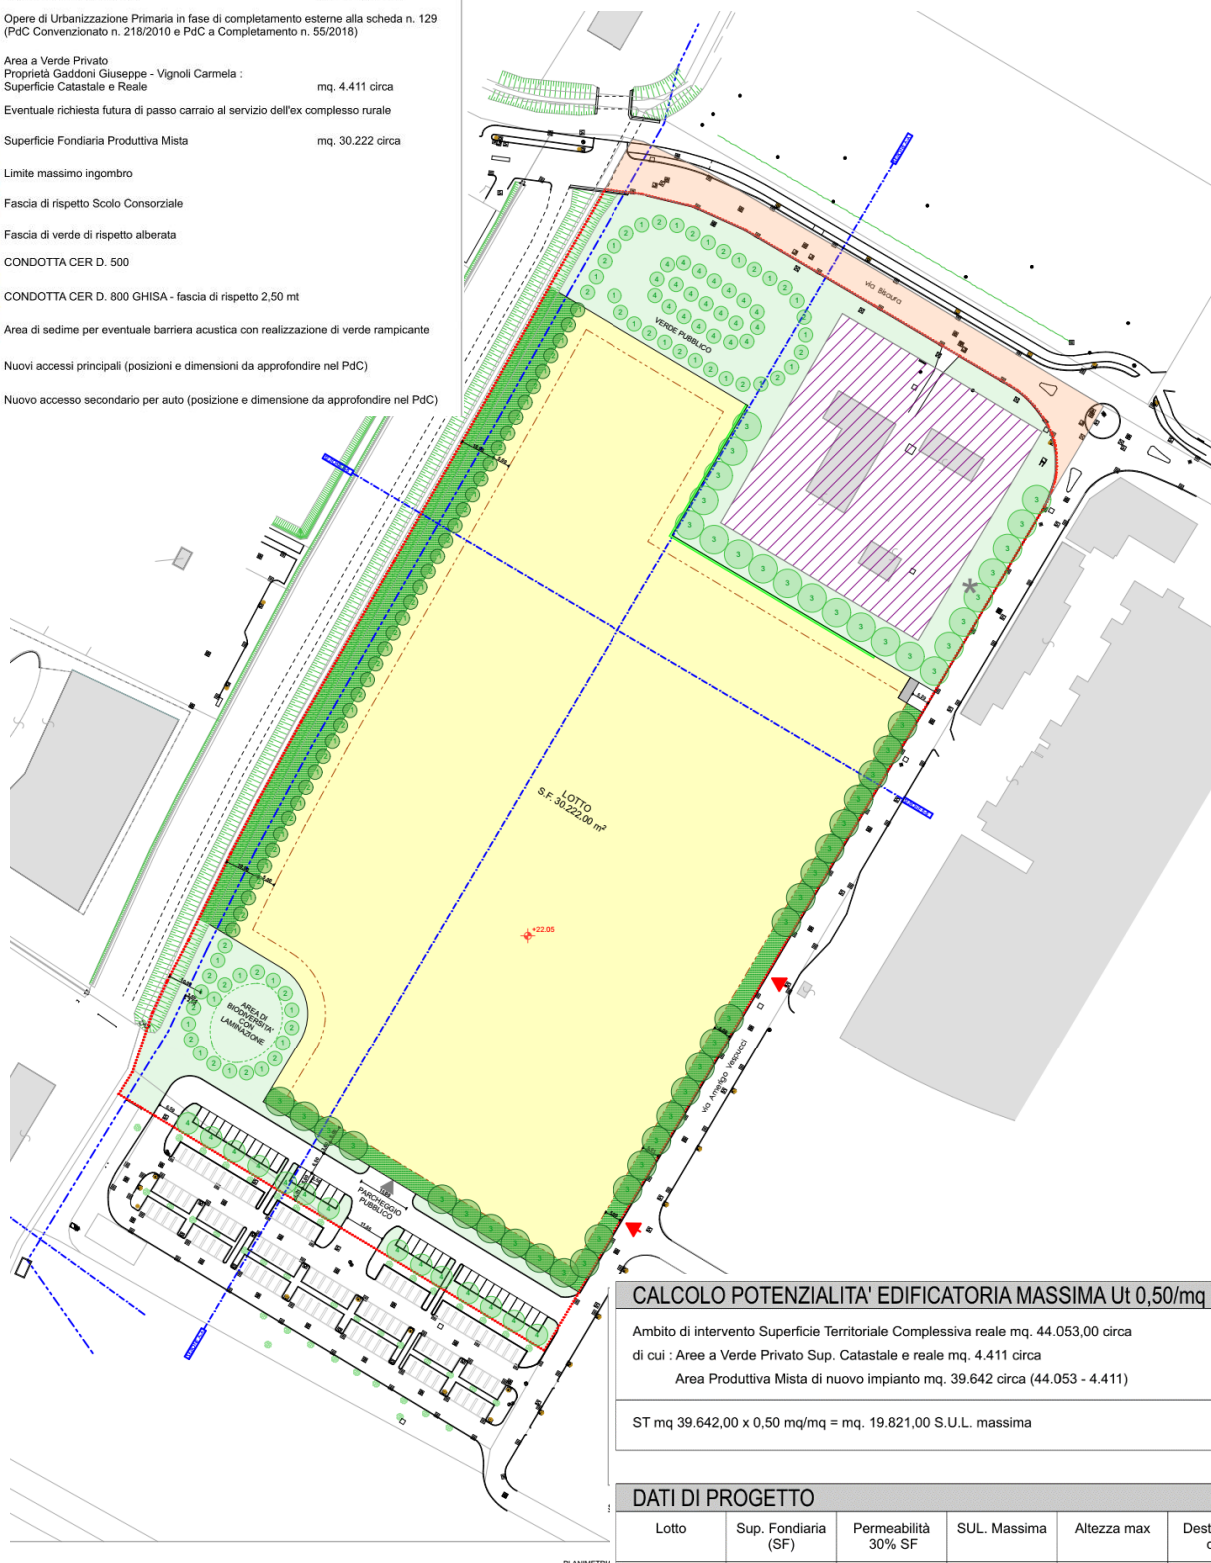 Opere di Urbanizzazione Primaria in fase di completamento esterne alla scheda n. 129
(PdC Convenzionato n. 218/2010 e PdC a Completamento n. 55/2018)
Area a Verde Privato
Proprietà Gaddoni Giuseppe - Vignoli Carmela :
Superficie Catastale e Reale mq. 4.411 circa
Eventuale richiesta futura di passo carraio al servizio dell'ex complesso rurale
Superficie Fondiaria Produttiva Mista mq. 30.222 circa
Limite massimo ingombro
Fascia di rispetto Scolo Consorziale
Fascia di verde di rispetto alberata
CONDOTTA CER D. 500
CONDOTTA CER D. 800 GHISA - fascia di rispetto 2,50 mt
Area di sedime per eventuale barriera acustica con realizzazione di verde rampicante
Nuovi accessi principali (posizioni e dimensioni da approfondire nel PdC)
Nuovo accesso secondario per auto (posizione e dimensione da approfondire nel PdC)
via Bisaura
VERDE PUBBLICO
LOTTO
S.F. 30.222,00 m²
+22.05
AREA DI
BIODIVERSITA'
CON
LAMINAZIONE
via Amerigo Vespucci
PARCHEGGIO
PUBBLICO
CALCOLO POTENZIALITA' EDIFICATORIA MASSIMA Ut 0,50/mq
Ambito di intervento Superficie Territoriale Complessiva reale mq. 44.053,00 circa
di cui : Aree a Verde Privato Sup. Catastale e reale mq. 4.411 circa
Area Produttiva Mista di nuovo impianto mq. 39.642 circa (44.053 - 4.411)
ST mq 39.642,00 x 0,50 mq/mq = mq. 19.821,00 S.U.L. massima
DATI DI PROGETTO
Lotto Sup. Fondiaria Permeabilità SUL. Massima Altezza max Dest
(SF) 30% SF